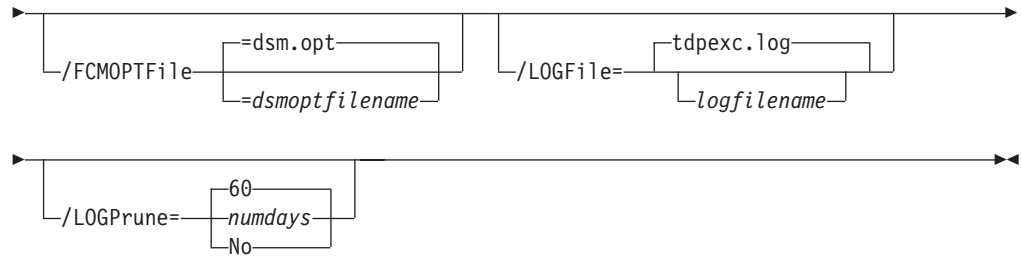 =dsm.opt
/FCMOPTFile
=dsmoptfilename
tdpexc.log
/LOGFile=
logfilename
60
/LOGPrune=
numdays
No